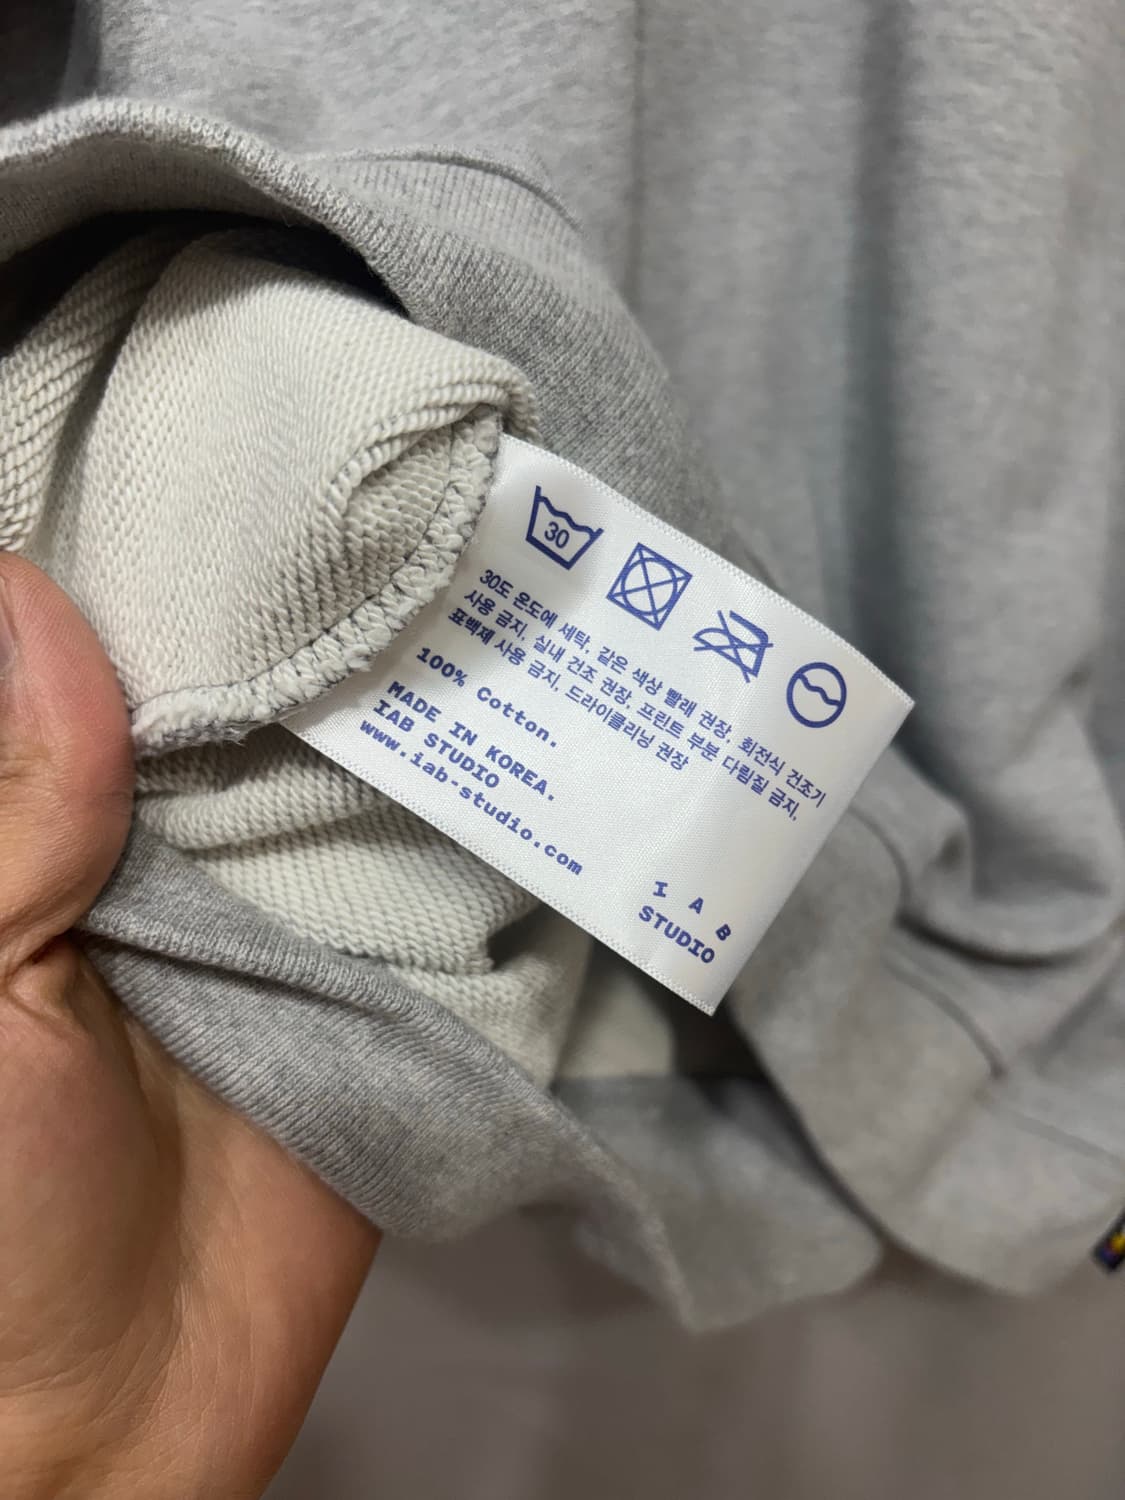 30
30도 온도에 세탁, 같은 색상 빨래 권장, 회전식 건조기
사용 금지, 실내 건조 권장, 프린트 부분 다림질 금지,
표백제 사용 금지, 드라이클리닝 권장
100% Cotton.
MADE IN KOREA.
IAB STUDIO
www.iab-studio.com
I A B
STUDIO